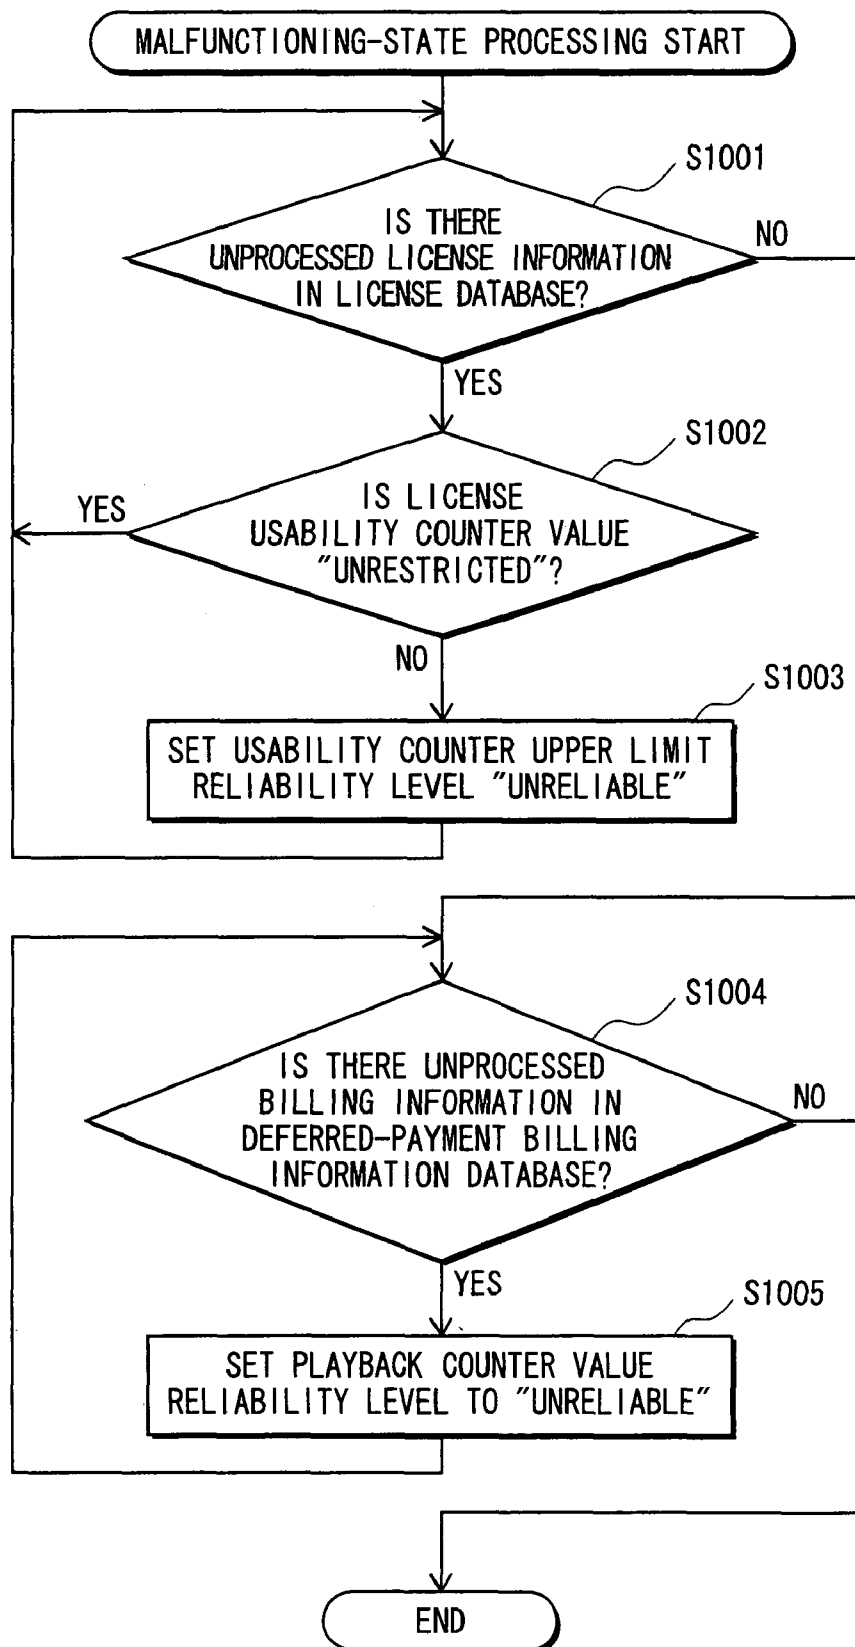 MALFUNCTIONING-STATE PROCESSING START
S1001
IS THERE
UNPROCESSED LICENSE INFORMATION
IN LICENSE DATABASE?
NO
YES
S1002
IS LICENSE
USABILITY COUNTER VALUE
"UNRESTRICTED"?
YES
NO
S1003
SET USABILITY COUNTER UPPER LIMIT
RELIABILITY LEVEL "UNRELIABLE"
S1004
IS THERE UNPROCESSED
BILLING INFORMATION IN
DEFERRED-PAYMENT BILLING
INFORMATION DATABASE?
NO
YES
S1005
SET PLAYBACK COUNTER VALUE
RELIABILITY LEVEL TO "UNRELIABLE"
END